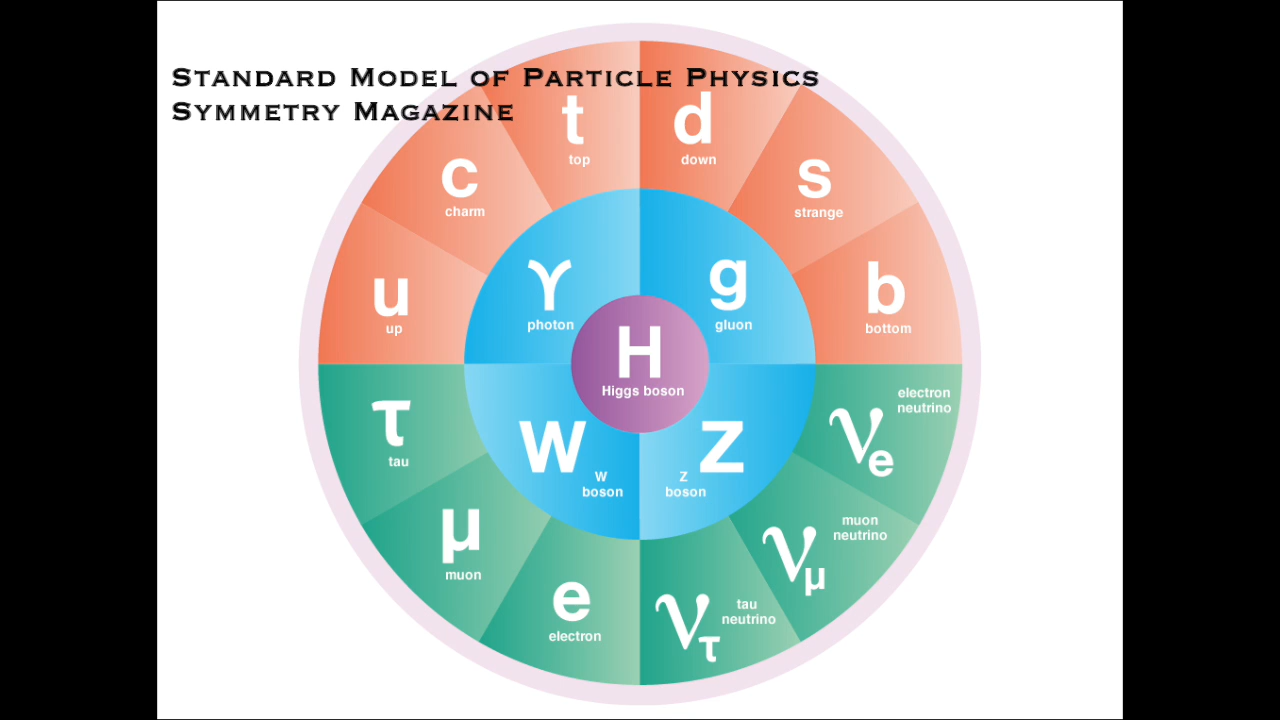 STANDARD MODEL OF PARTICLE PHYSICS
SYMMETRY MAGAZINE
t
top
d
down
c
charm
s
strange
u
up
γ
photon
g
gluon
b
bottom
H
Higgs boson
τ
tau
W
W
boson
Z
Z
boson
νe
electron
neutrino
μ
muon
νμ
muon
neutrino
e
electron
ντ
tau
neutrino